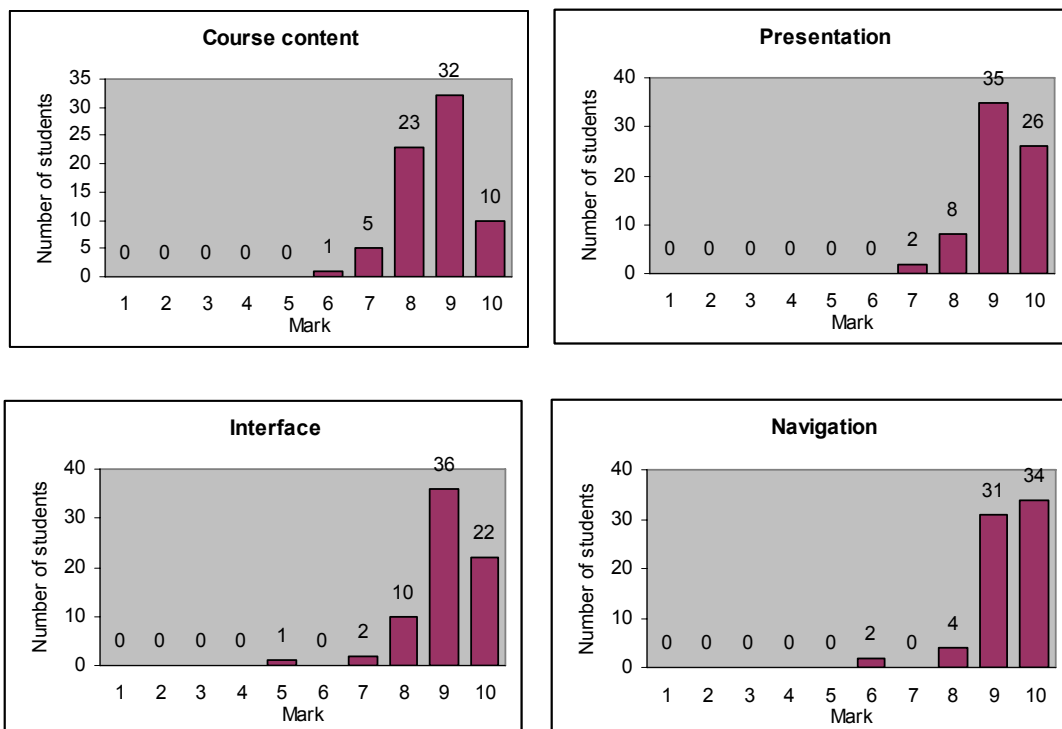 Course content
Number of students
35
30
25
20
15
10
5
0
0 0 0 0 0 1 5 23 32 10
1 2 3 4 5 6 7 8 9 10
Mark
Presentation
Number of students
40
30
20
10
0
0 0 0 0 0 0 2 8 35 26
1 2 3 4 5 6 7 8 9 10
Mark
Interface
Number of students
40
30
20
10
0
0 0 0 0 1 0 2 10 36 22
1 2 3 4 5 6 7 8 9 10
Mark
Navigation
Number of students
40
30
20
10
0
0 0 0 0 0 2 0 4 31 34
1 2 3 4 5 6 7 8 9 10
Mark